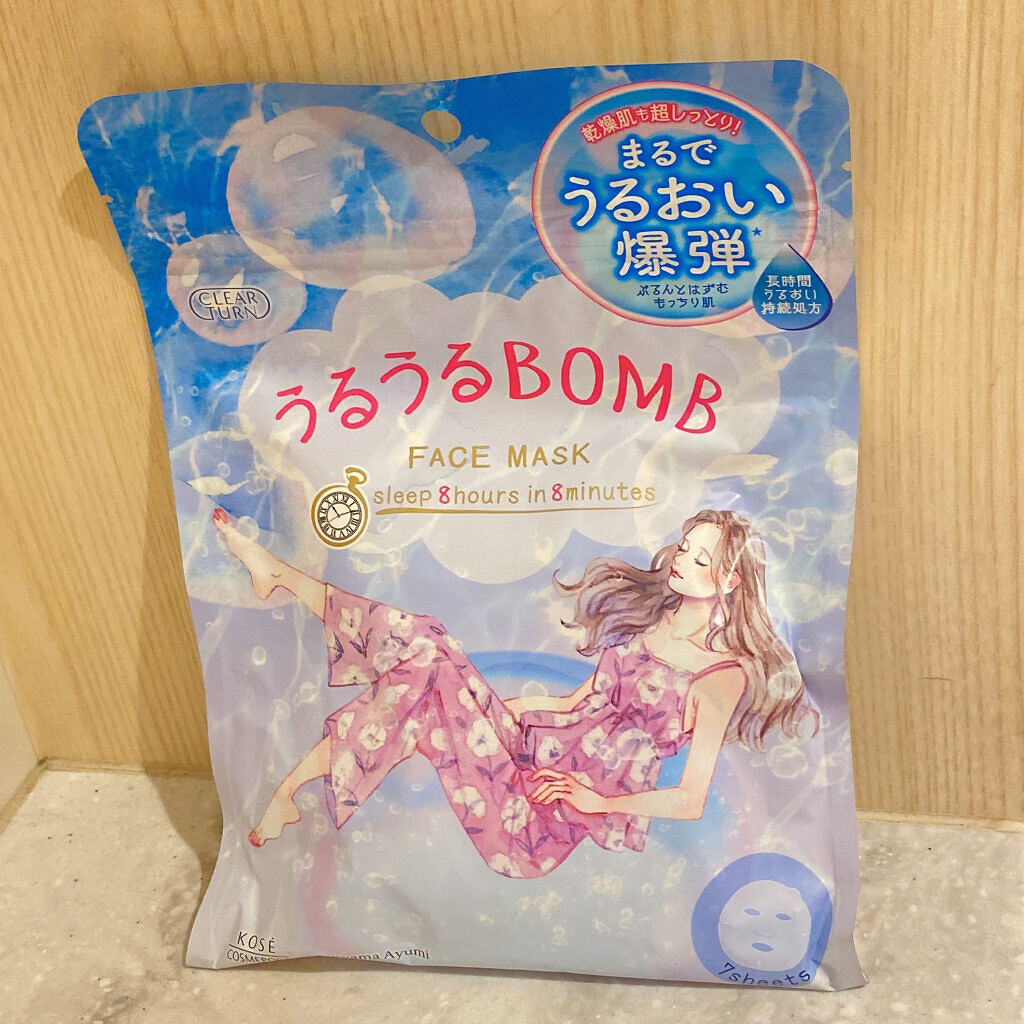 乾燥肌も超しっとり!
まるで
うるおい
爆弾★
ぷるんとはずむ
もっちり肌
長時間
うるおい
持続処方
CLEAR
TURN
うるうるBOMB
FACE MASK
sleep 8hours in 8minutes
KOSÉ
Ayumi
7sheets